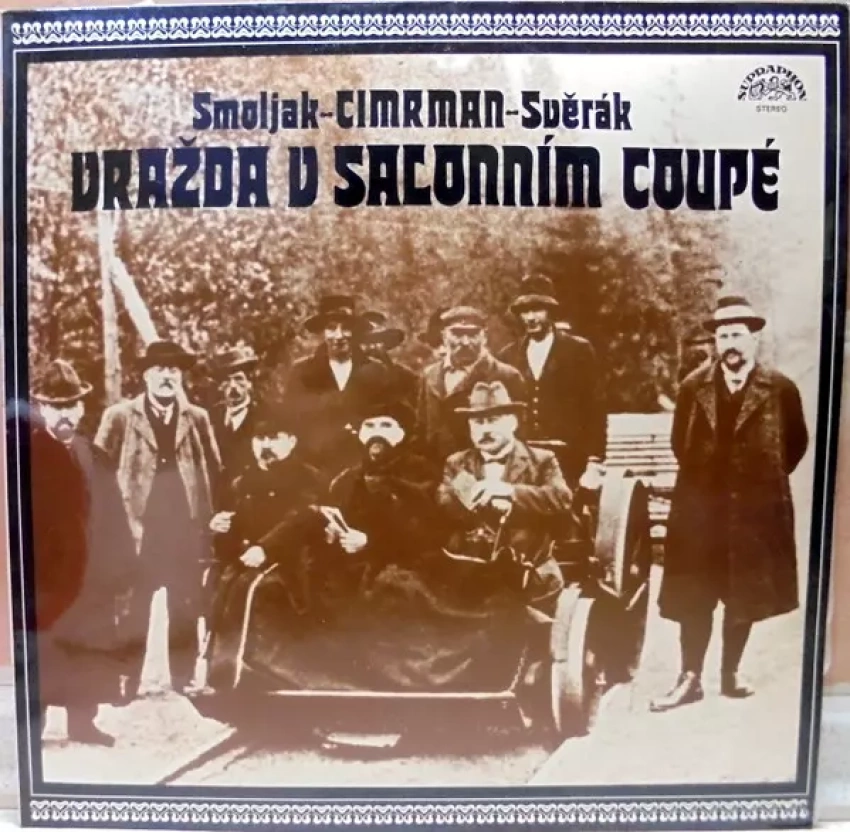 SUPRAPHON
STEREO
Smoljak-CIMRMAN-Svěrák
VRAŽDA V SALONNÍM COUPÉ